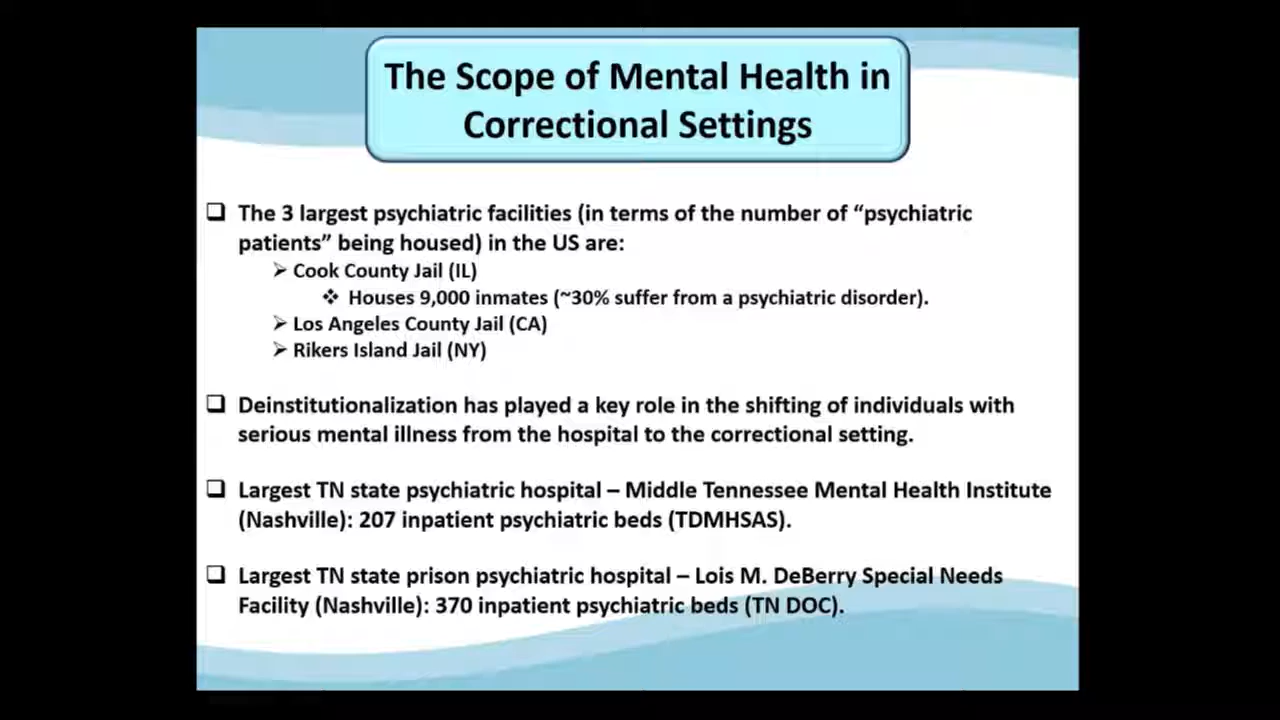 The Scope of Mental Health in
Correctional Settings
❑ The 3 largest psychiatric facilities (in terms of the number of “psychiatric
patients” being housed) in the US are:
➢ Cook County Jail (IL)
❖ Houses 9,000 inmates (~30% suffer from a psychiatric disorder).
➢ Los Angeles County Jail (CA)
➢ Rikers Island Jail (NY)
❑ Deinstitutionalization has played a key role in the shifting of individuals with
serious mental illness from the hospital to the correctional setting.
❑ Largest TN state psychiatric hospital – Middle Tennessee Mental Health Institute
(Nashville): 207 inpatient psychiatric beds (TDMHSAS).
❑ Largest TN state prison psychiatric hospital – Lois M. DeBerry Special Needs
Facility (Nashville): 370 inpatient psychiatric beds (TN DOC).